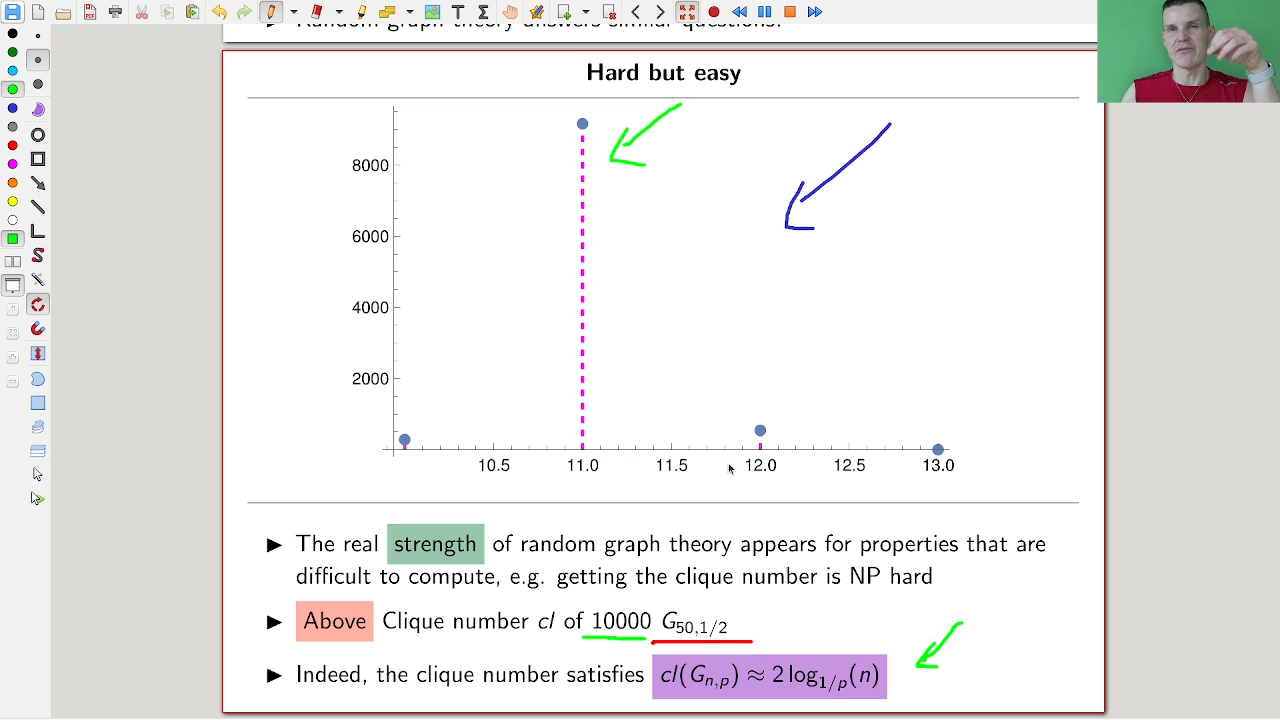 Random graph theory answers similar questions.
Hard but easy
8000
6000
4000
2000
10.5 11.0 11.5 12.0 12.5 13.0
▶ The real strength of random graph theory appears for properties that are
difficult to compute, e.g. getting the clique number is NP hard
▶ Above Clique number cl of 10000 G₅₀,₁/₂
▶ Indeed, the clique number satisfies cl(Gₙ,ₚ) ≈ 2 log₁/ₚ(n)